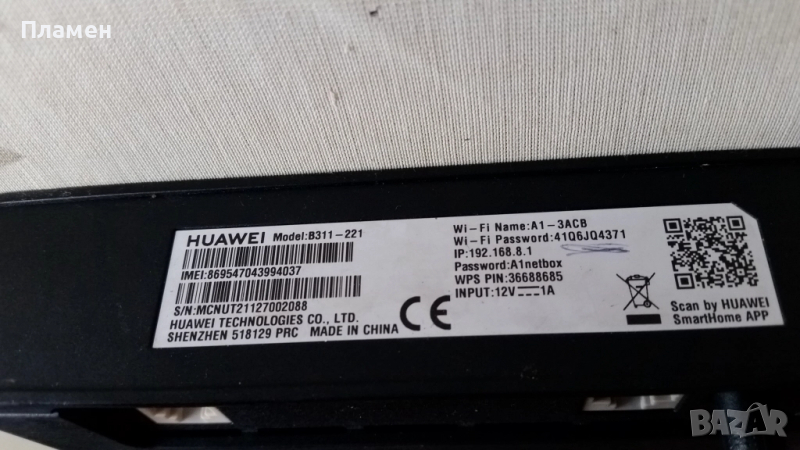 Пламен
HUAWEI Model:B311-221
IMEI:869547043994037
S/N:MCNUT21127002088
HUAWEI TECHNOLOGIES CO., LTD.
SHENZHEN 518129 PRC MADE IN CHINA
CE
Wi-Fi Name:A1-3ACB
Wi-Fi Password:41Q6JQ4371
IP:192.168.8.1
Password:A1netbox
WPS PIN:36688685
INPUT:12V⎓1A
Scan by HUAWEI
SmartHome APP
BAZAR